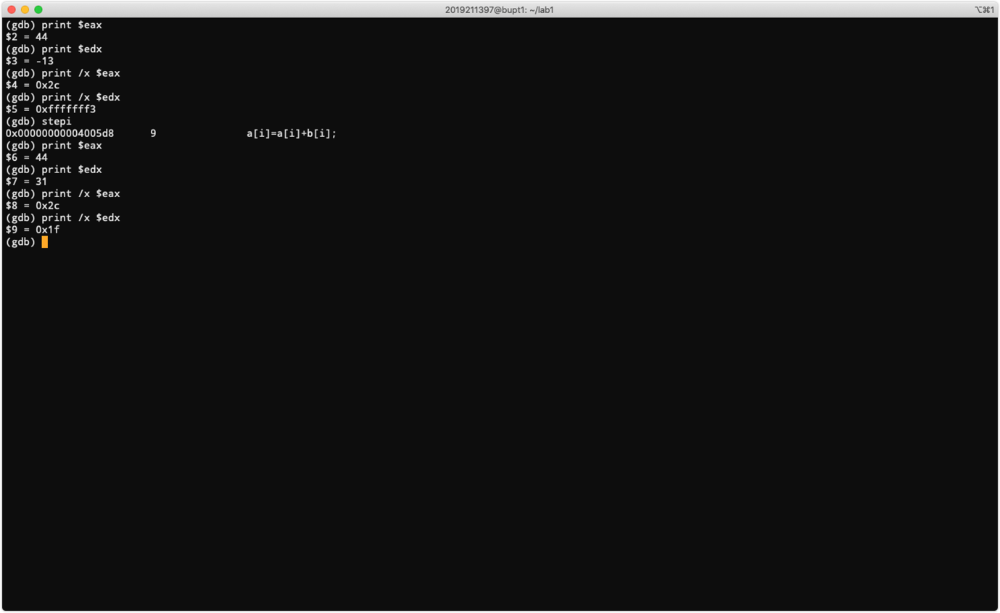 2019211397@bupt1: ~/lab1
⌥⌘1
(gdb) print $eax
$2 = 44
(gdb) print $edx
$3 = -13
(gdb) print /x $eax
$4 = 0x2c
(gdb) print /x $edx
$5 = 0xfffffff3
(gdb) stepi
0x00000000004005d8      9               a[i]=a[i]+b[i];
(gdb) print $eax
$6 = 44
(gdb) print $edx
$7 = 31
(gdb) print /x $eax
$8 = 0x2c
(gdb) print /x $edx
$9 = 0x1f
(gdb)